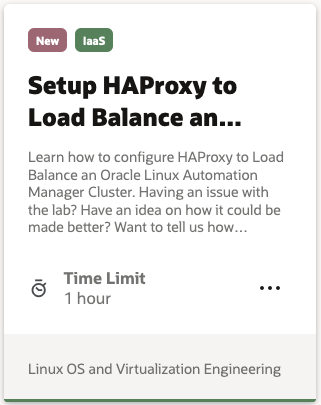 New IaaS
Setup HAProxy to
Load Balance an...
Learn how to configure HAProxy to Load
Balance an Oracle Linux Automation
Manager Cluster. Having an issue with
the lab? Have an idea on how it could be
made better? Want to tell us how...
Time Limit
1 hour
Linux OS and Virtualization Engineering